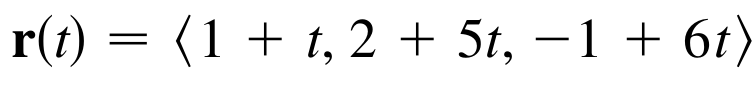 r(t) = ⟨1 + t, 2 + 5t, −1 + 6t⟩